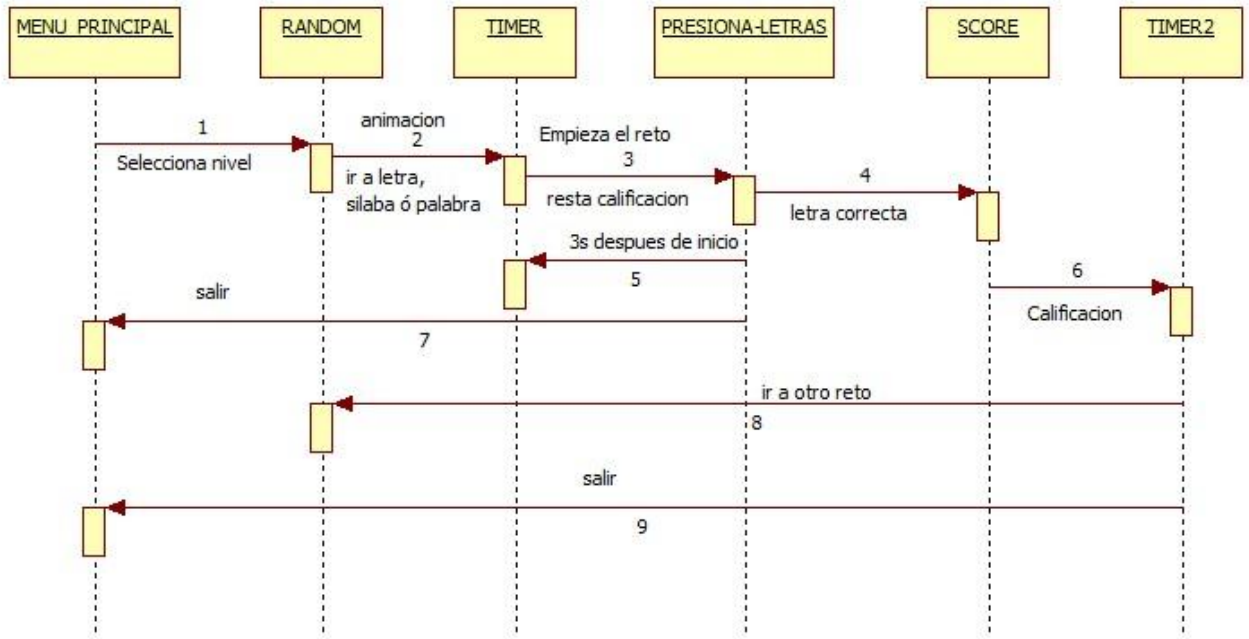 MENU PRINCIPAL
RANDOM
TIMER
PRESIONA-LETRAS
SCORE
TIMER2
1
Selecciona nivel
animacion
2
ir a letra,
silaba ó palabra
Empieza el reto
3
resta calificacion
4
letra correcta
3s despues de inicio
5
6
Calificacion
salir
7
ir a otro reto
8
salir
9